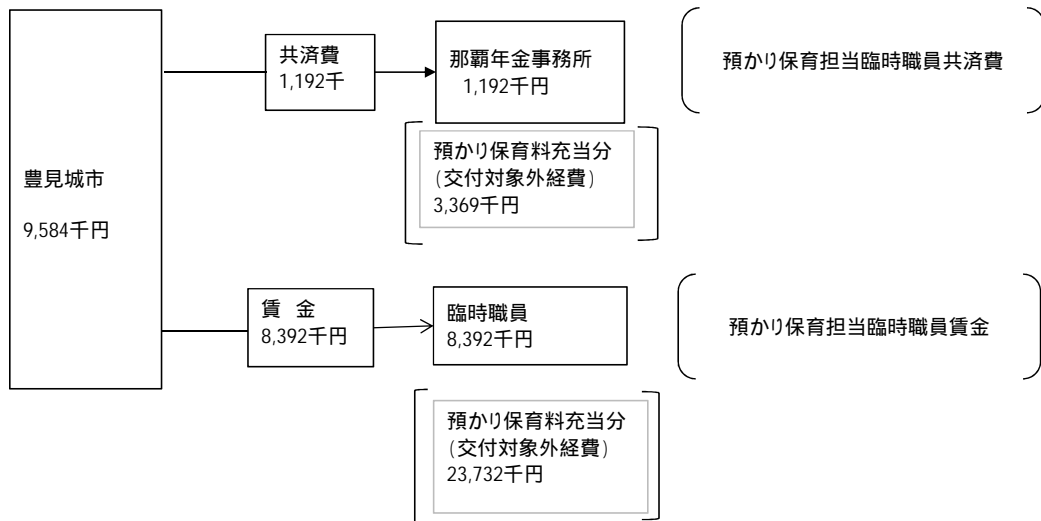 豊見城市
9,584千円
共済費
1,192千
那覇年金事務所
1,192千円
預かり保育担当臨時職員共済費
預かり保育料充当分
(交付対象外経費)
3,369千円
賃 金
8,392千円
臨時職員
8,392千円
預かり保育担当臨時職員賃金
預かり保育料充当分
(交付対象外経費)
23,732千円